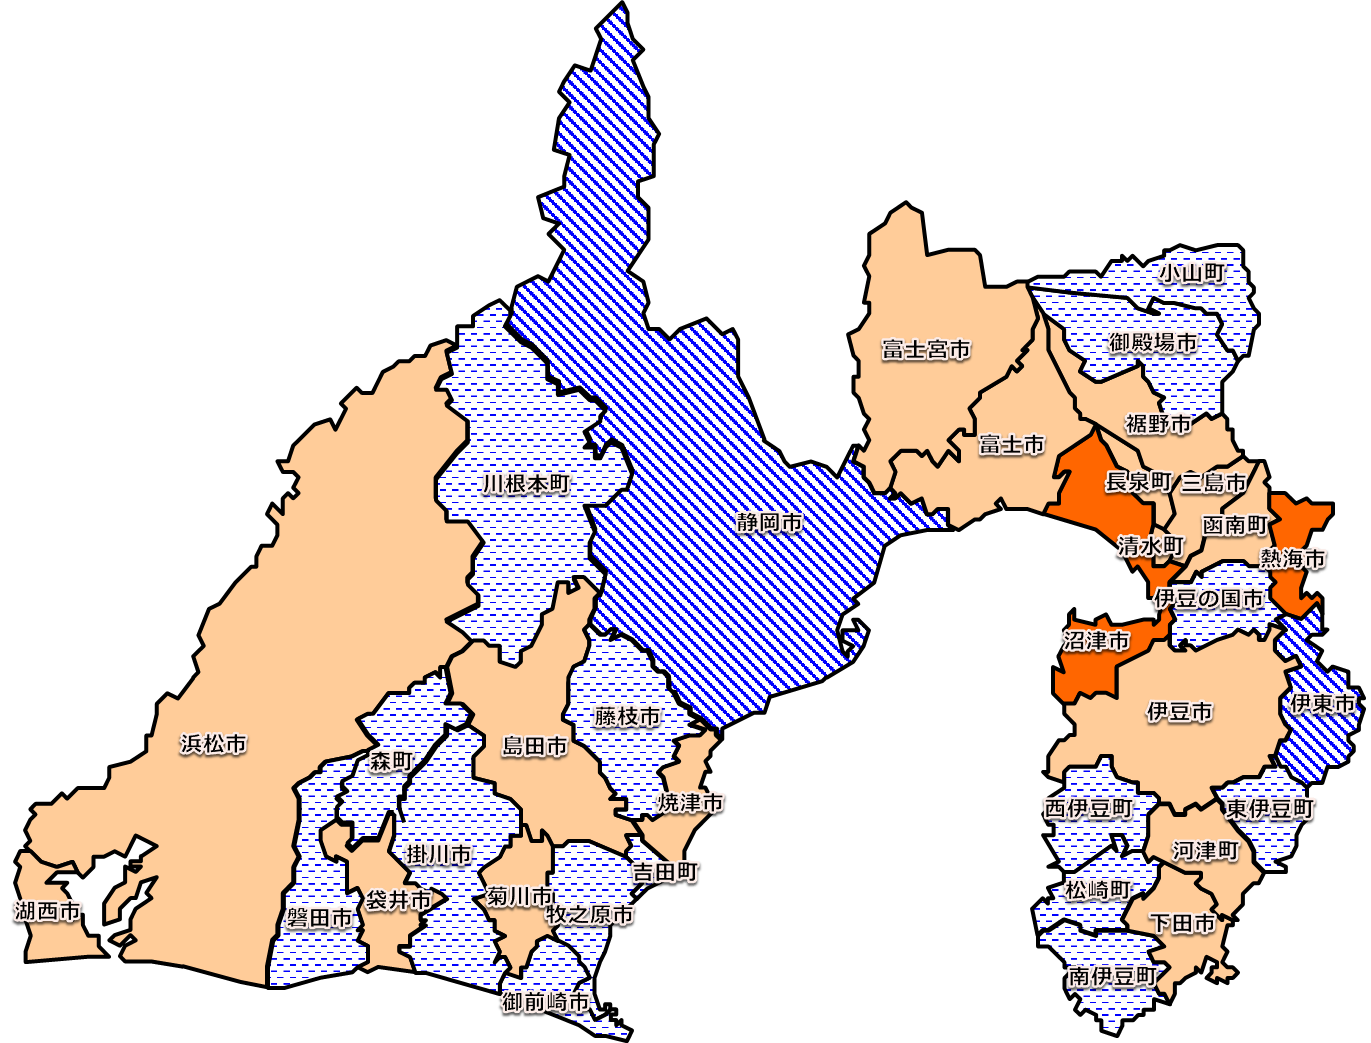 小山町
御殿場市
富士宮市
裾野市
富士市
長泉町
三島市
川根本町
静岡市
函南町
清水町
熱海市
伊豆の国市
沼津市
伊豆市
伊東市
藤枝市
浜松市
島田市
森町
焼津市
西伊豆町
東伊豆町
掛川市
河津町
吉田町
松崎町
菊川市
袋井市
湖西市
磐田市
牧之原市
下田市
南伊豆町
御前崎市